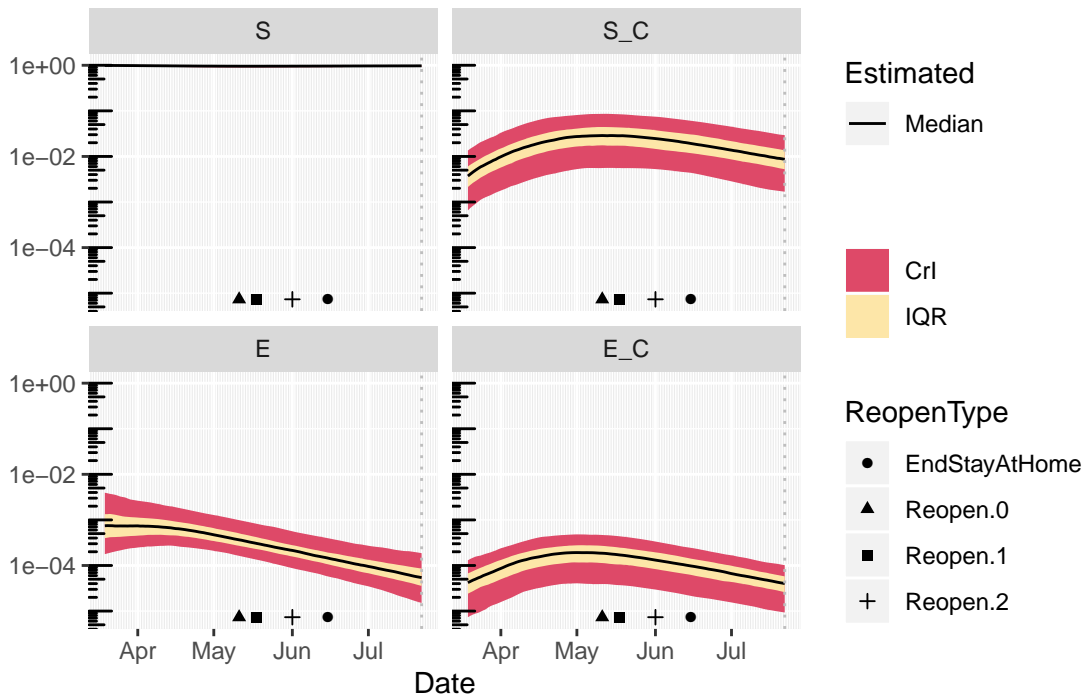 S
S_C
1e+00
1e−02
1e−04
E
E_C
1e+00
1e−02
1e−04
Apr
May
Jun
Jul
Apr
May
Jun
Jul
Date
Estimated
Median
CrI
IQR
ReopenType
EndStayAtHome
Reopen.0
Reopen.1
Reopen.2